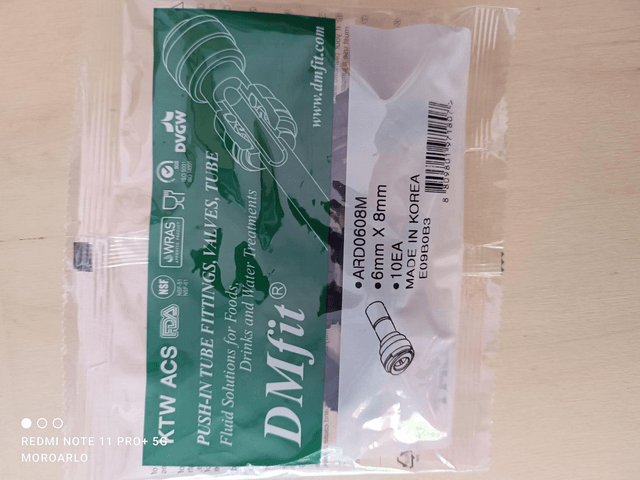 KTW ACS FDA NSF WRAS DVGW
PUSH-IN TUBE FITTINGS, VALVES, TUBE
Fluid Solutions for Foods,
Drinks and Water Treatments
DMfit®
www.dmfit.com
•ARD0608M
•6mm X 8mm
•10EA
MADE IN KOREA
E09B0B3
REDMI NOTE 11 PRO+ 5G
MOROARLO